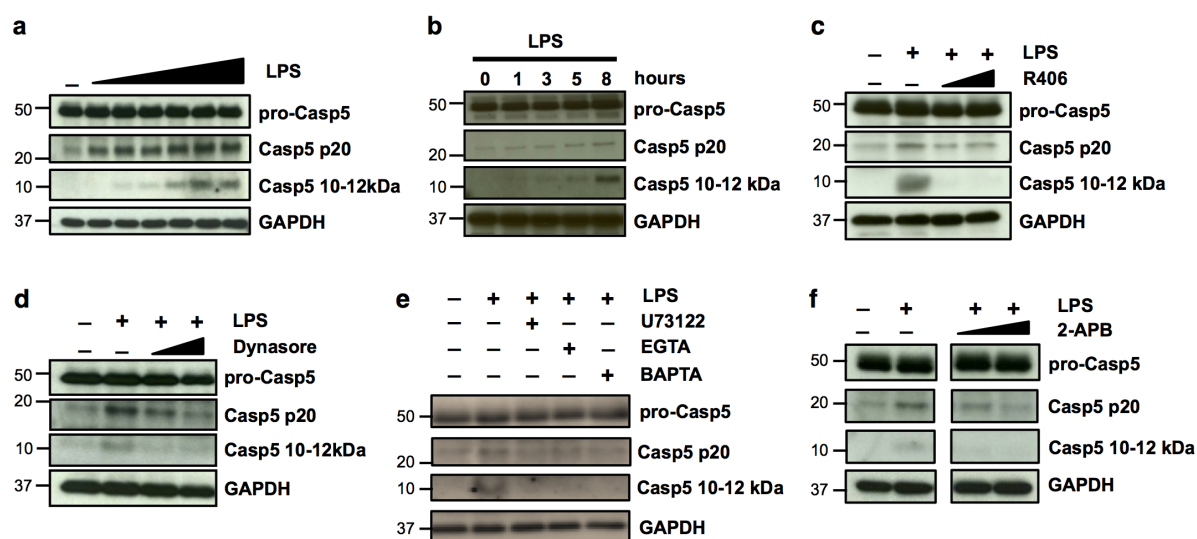 a
– LPS
50 pro-Casp5
20 Casp5 p20
10 Casp5 10-12kDa
37 GAPDH
b
LPS
0 1 3 5 8 hours
50 pro-Casp5
20 Casp5 p20
10 Casp5 10-12 kDa
37 GAPDH
c
– + + + LPS
– – R406
50 pro-Casp5
20 Casp5 p20
10 Casp5 10-12 kDa
37 GAPDH
d
– + + + LPS
– – Dynasore
50 pro-Casp5
20 Casp5 p20
10 Casp5 10-12kDa
37 GAPDH
e
– + + + + LPS
– – + – – U73122
– – – + – EGTA
– – – – + BAPTA
50 pro-Casp5
20 Casp5 p20
10 Casp5 10-12 kDa
37 GAPDH
f
– + + + LPS
– – 2-APB
50 pro-Casp5
20 Casp5 p20
10 Casp5 10-12 kDa
37 GAPDH